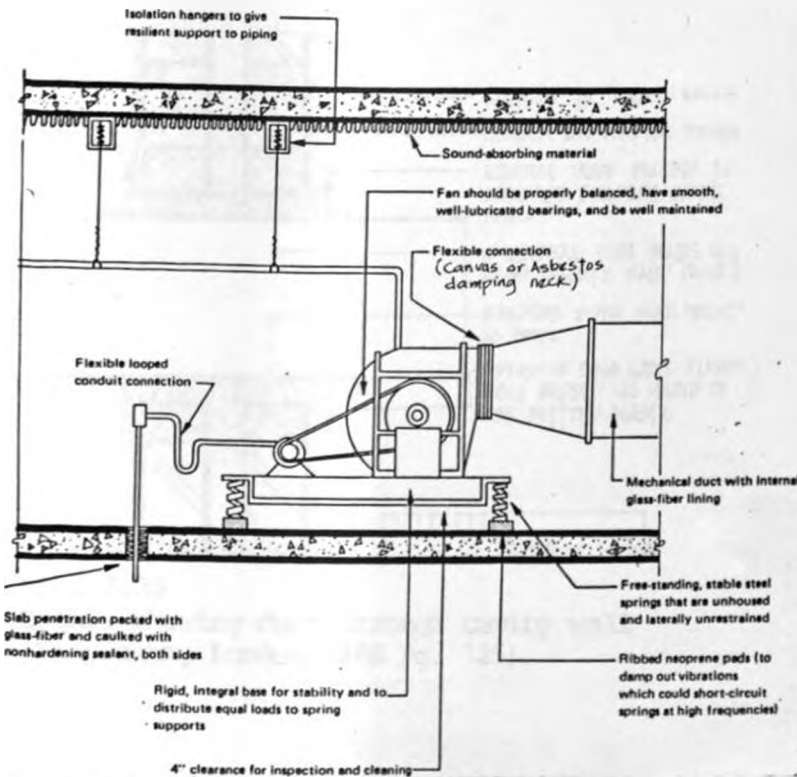 Isolation hangers to give
resilient support to piping
Sound-absorbing material
Fan should be properly balanced, have smooth,
well-lubricated bearings, and be well maintained
Flexible connection
(Canvas or Asbestos
damping neck)
Flexible looped
conduit connection
Mechanical duct with internal
glass-fiber lining
Free-standing, stable steel
springs that are unhoused
and laterally unrestrained
Slab penetration packed with
glass-fiber and caulked with
nonhardening sealant, both sides
Ribbed neoprene pads (to
damp out vibrations
which could short-circuit
springs at high frequencies)
Rigid, integral base for stability and to
distribute equal loads to spring
supports
4" clearance for inspection and cleaning